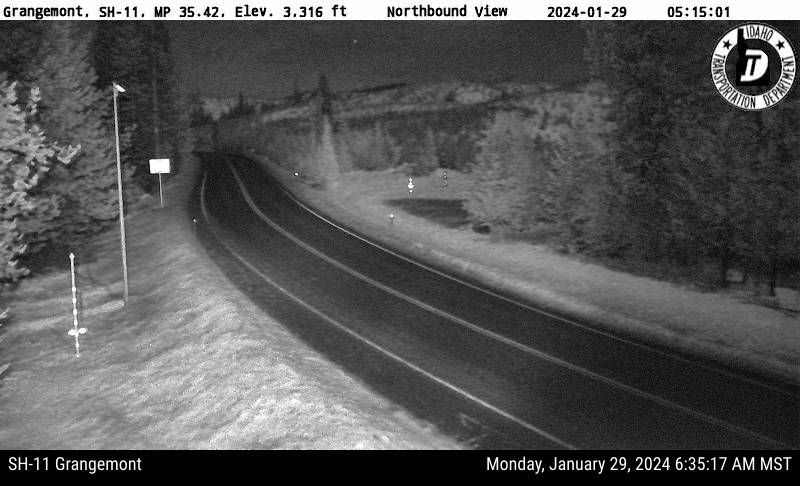 Grangemont, SH-11, MP 35.42, Elev. 3,316 ft Northbound View 2024-01-29 05:15:01
IDAHO
TRANSPORTATION DEPARTMENT
SH-11 Grangemont Monday, January 29, 2024 6:35:17 AM MST